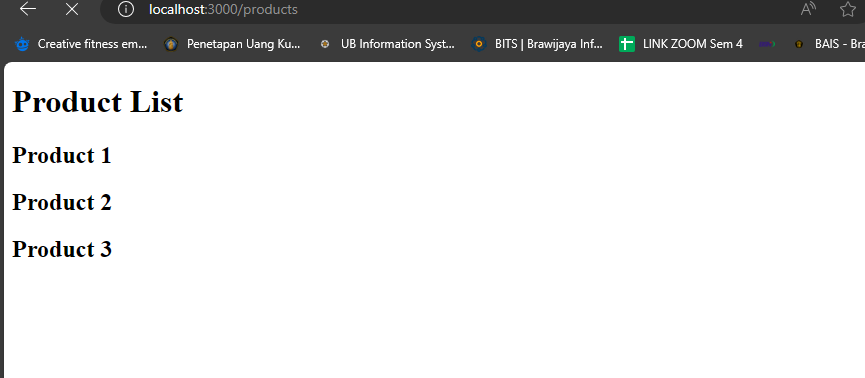 localhost:3000/products
Creative fitness em... Penetapan Uang Ku... UB Information Syst... BITS | Brawijaya Inf... LINK ZOOM Sem 4 BAIS - Bra
Product List
Product 1
Product 2
Product 3